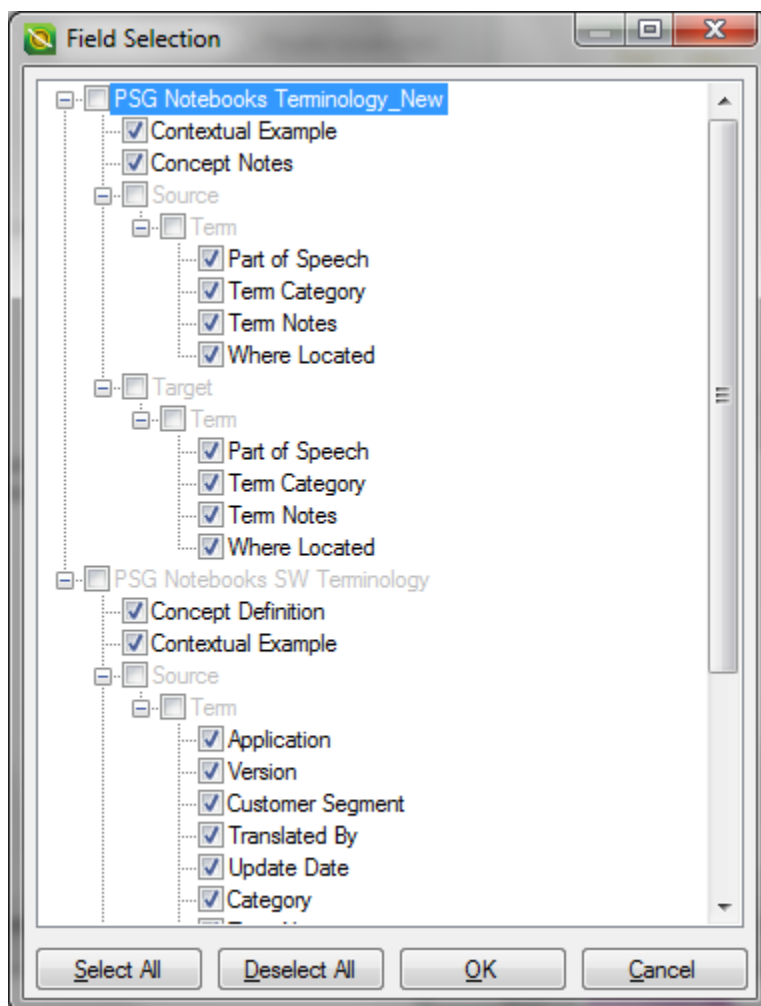 Field Selection
PSG Notebooks Terminology_New
Contextual Example
Concept Notes
Source
Term
Part of Speech
Term Category
Term Notes
Where Located
Target
Term
Part of Speech
Term Category
Term Notes
Where Located
PSG Notebooks SW Terminology
Concept Definition
Contextual Example
Source
Term
Application
Version
Customer Segment
Translated By
Update Date
Category
Select All Deselect All OK Cancel